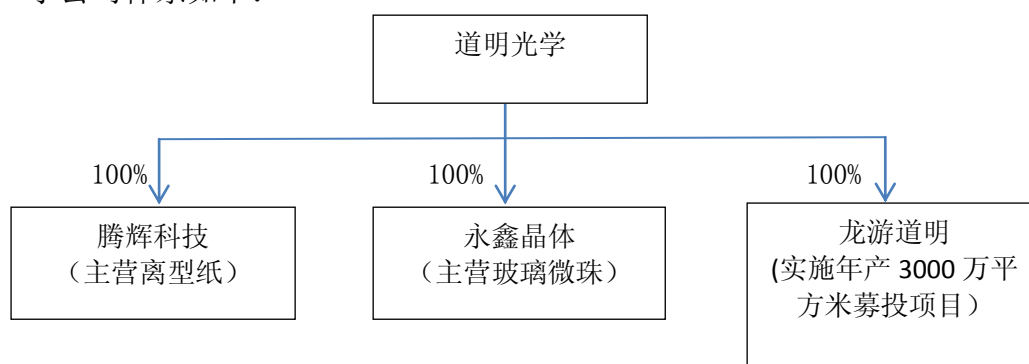 道明光学
100%
100%
100%
腾辉科技
（主营离型纸）
永鑫晶体
（主营玻璃微珠）
龙游道明
(实施年产 3000 万平
方米募投项目）